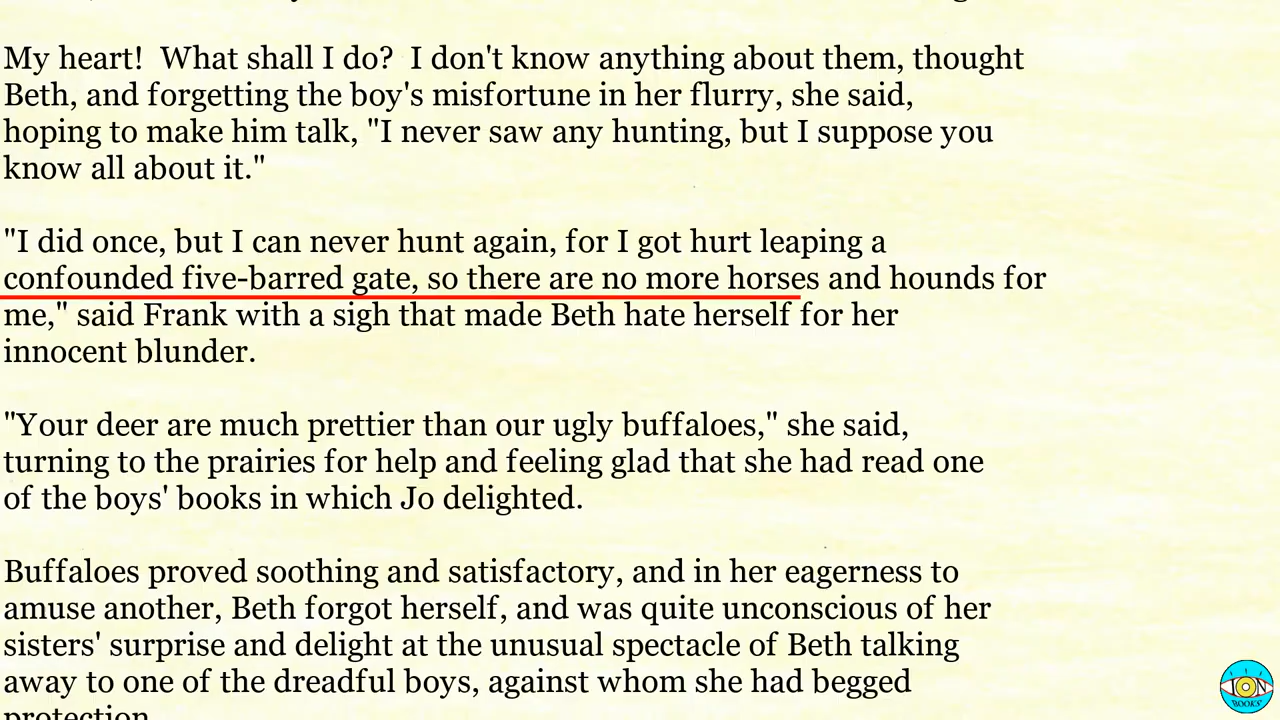 My heart!  What shall I do?  I don't know anything about them, thought
Beth, and forgetting the boy's misfortune in her flurry, she said,
hoping to make him talk, "I never saw any hunting, but I suppose you
know all about it."
"I did once, but I can never hunt again, for I got hurt leaping a
confounded five-barred gate, so there are no more horses and hounds for
me," said Frank with a sigh that made Beth hate herself for her
innocent blunder.
"Your deer are much prettier than our ugly buffaloes," she said,
turning to the prairies for help and feeling glad that she had read one
of the boys' books in which Jo delighted.
Buffaloes proved soothing and satisfactory, and in her eagerness to
amuse another, Beth forgot herself, and was quite unconscious of her
sisters' surprise and delight at the unusual spectacle of Beth talking
away to one of the dreadful boys, against whom she had begged
protection.
ION
BOOKS